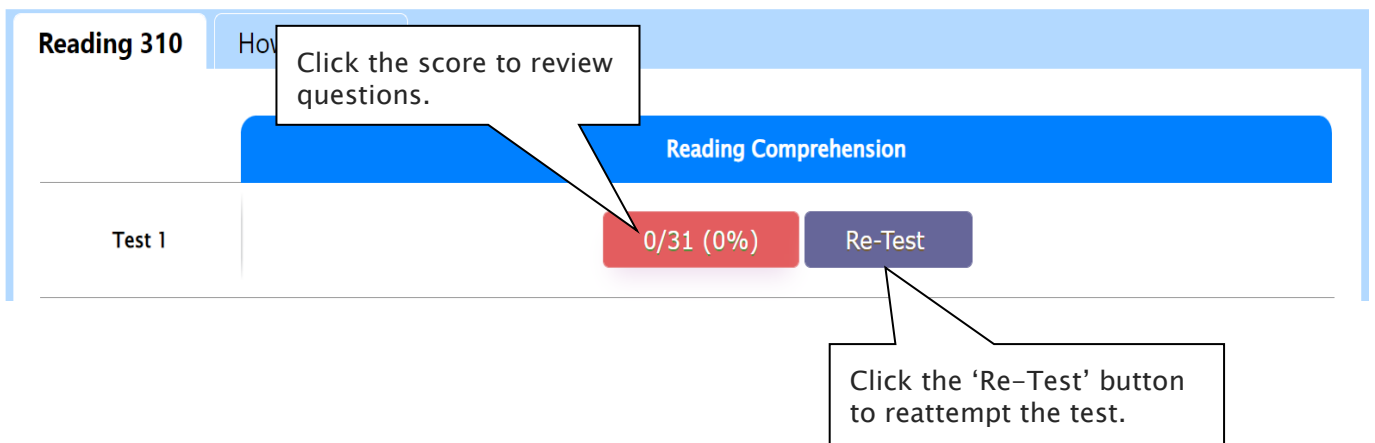 Reading 310
Click the score to review
questions.
Reading Comprehension
Test 1
0/31 (0%)
Re-Test
Click the ‘Re-Test’ button
to reattempt the test.